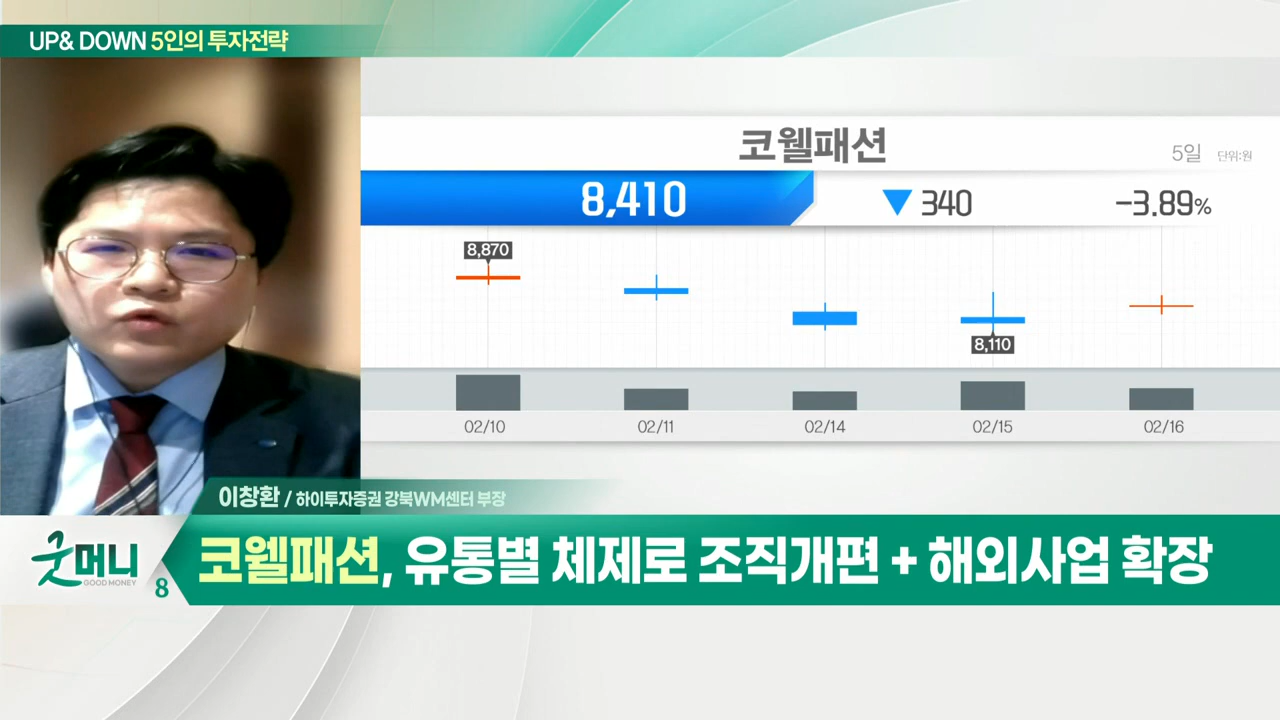 UP& DOWN 5인의 투자전략
코웰패션
5일 단위:원
8,410 ▼ 340 -3.89%
8,870
8,110
02/10 02/11 02/14 02/15 02/16
이창환 / 하이투자증권 강북WM센터 부장
굿머니
GOOD MONEY
8
코웰패션, 유통별 체제로 조직개편 + 해외사업 확장